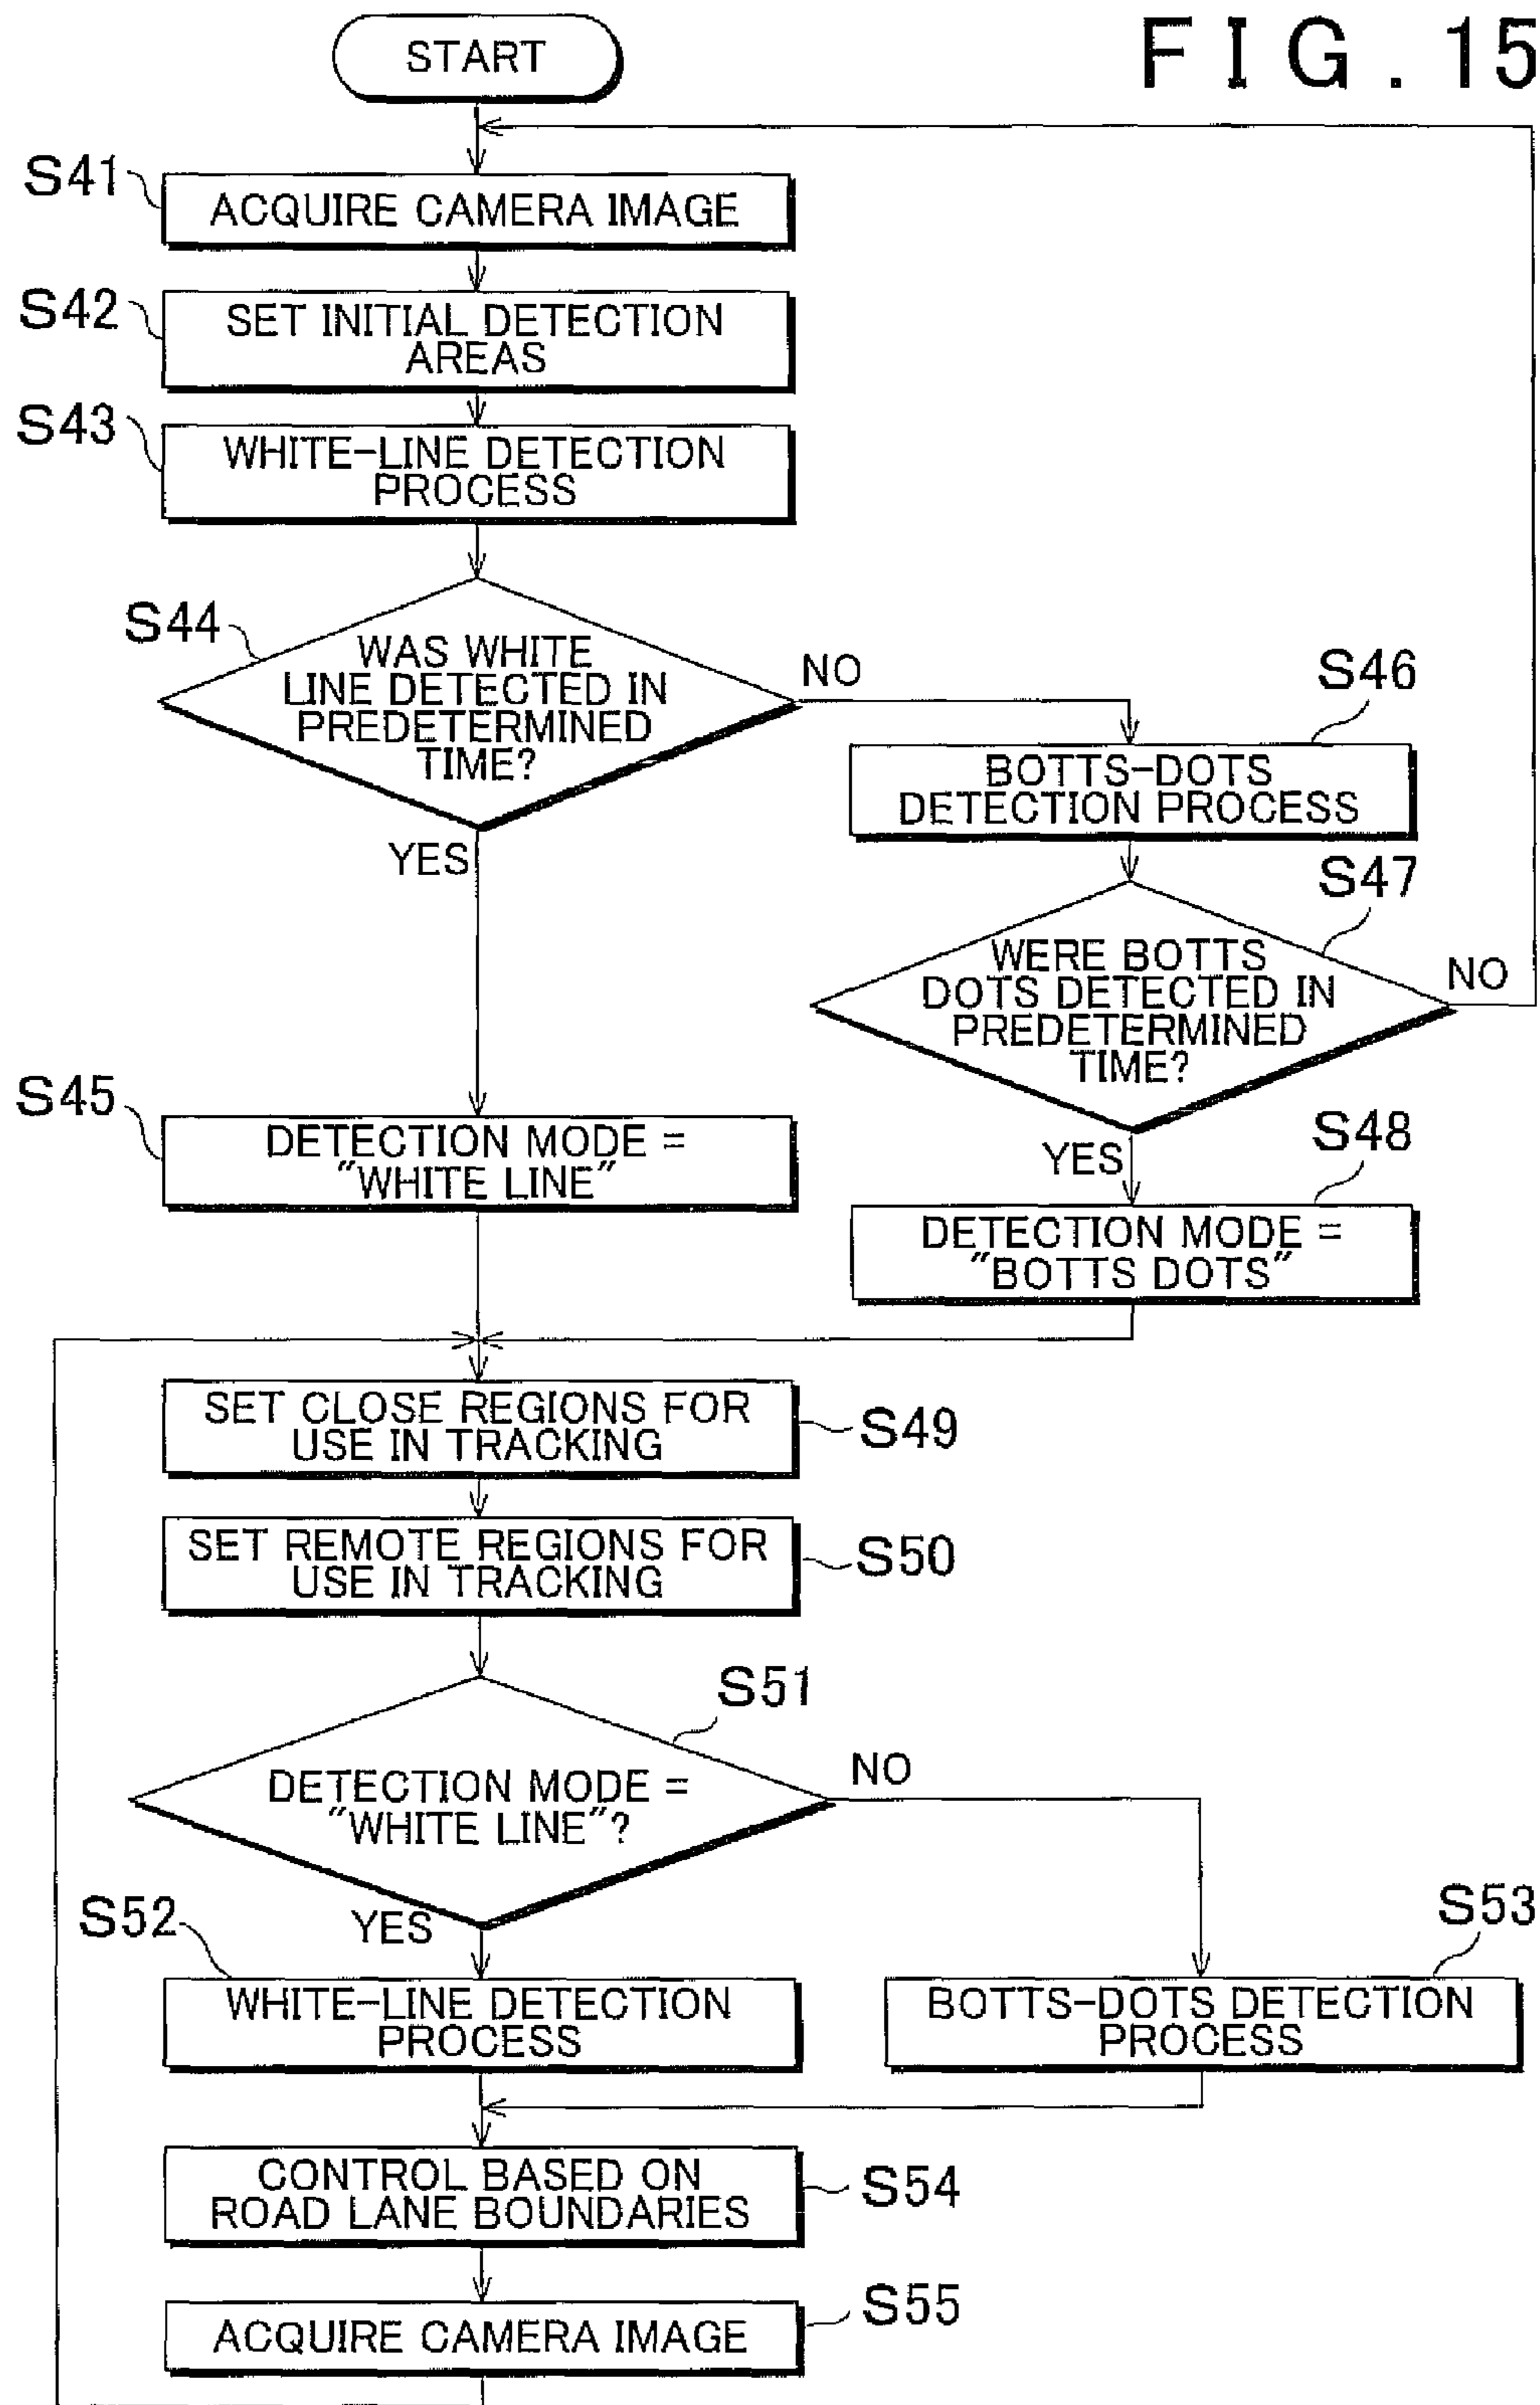 FIG.15
START
S41
ACQUIRE CAMERA IMAGE
S42
SET INITIAL DETECTION
AREAS
S43
WHITE-LINE DETECTION
PROCESS
S44
WAS WHITE
LINE DETECTED IN
PREDETERMINED
TIME?
NO
YES
S46
BOTTS-DOTS
DETECTION PROCESS
S47
WERE BOTTS
DOTS DETECTED IN
PREDETERMINED
TIME?
NO
YES
S45
DETECTION MODE =
"WHITE LINE"
S48
DETECTION MODE =
"BOTTS DOTS"
SET CLOSE REGIONS FOR
USE IN TRACKING
S49
SET REMOTE REGIONS FOR
USE IN TRACKING
S50
S51
DETECTION MODE =
"WHITE LINE"?
NO
YES
S52
WHITE-LINE DETECTION
PROCESS
S53
BOTTS-DOTS DETECTION
PROCESS
CONTROL BASED ON
ROAD LANE BOUNDARIES
S54
ACQUIRE CAMERA IMAGE
S55